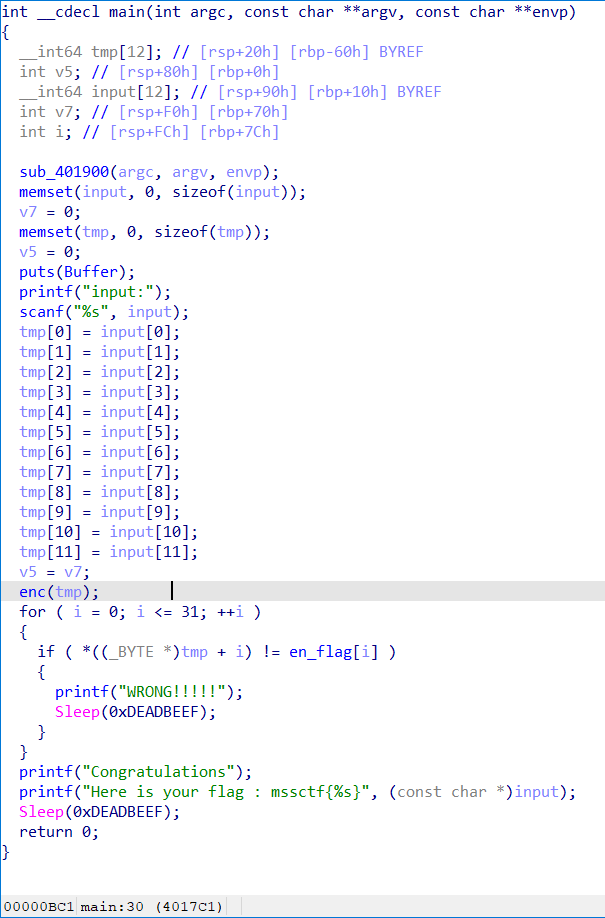 int __cdecl main(int argc, const char **argv, const char **envp)
{
  __int64 tmp[12]; // [rsp+20h] [rbp-60h] BYREF
  int v5; // [rsp+80h] [rbp+0h]
  __int64 input[12]; // [rsp+90h] [rbp+10h] BYREF
  int v7; // [rsp+F0h] [rbp+70h]
  int i; // [rsp+FCh] [rbp+7Ch]

  sub_401900(argc, argv, envp);
  memset(input, 0, sizeof(input));
  v7 = 0;
  memset(tmp, 0, sizeof(tmp));
  v5 = 0;
  puts(Buffer);
  printf("input:");
  scanf("%s", input);
  tmp[0] = input[0];
  tmp[1] = input[1];
  tmp[2] = input[2];
  tmp[3] = input[3];
  tmp[4] = input[4];
  tmp[5] = input[5];
  tmp[6] = input[6];
  tmp[7] = input[7];
  tmp[8] = input[8];
  tmp[9] = input[9];
  tmp[10] = input[10];
  tmp[11] = input[11];
  v5 = v7;
  enc(tmp);
  for ( i = 0; i <= 31; ++i )
  {
    if ( *((_BYTE *)tmp + i) != en_flag[i] )
    {
      printf("WRONG!!!!!");
      Sleep(0xDEADBEEF);
    }
  }
  printf("Congratulations");
  printf("Here is your flag : mssctf{%s}", (const char *)input);
  Sleep(0xDEADBEEF);
  return 0;
}
00000BC1 main:30 (4017C1)